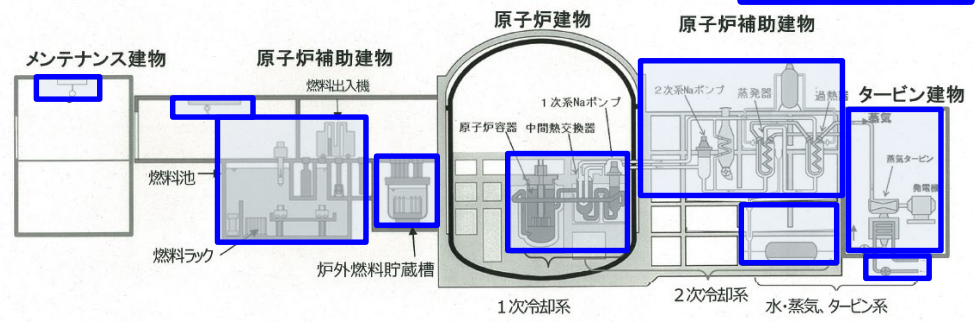 原子炉建物
原子炉補助建物
メンテナンス建物
原子炉補助建物
燃料出入機
1次系Naポンプ
原子炉容器
中間熱交換器
2次系Naポンプ
蒸発器
過熱器
タービン建物
蒸気
蒸気タービン
発電機
燃料池
燃料ラック
炉外燃料貯蔵槽
1次冷却系
2次冷却系
水・蒸気、タービン系